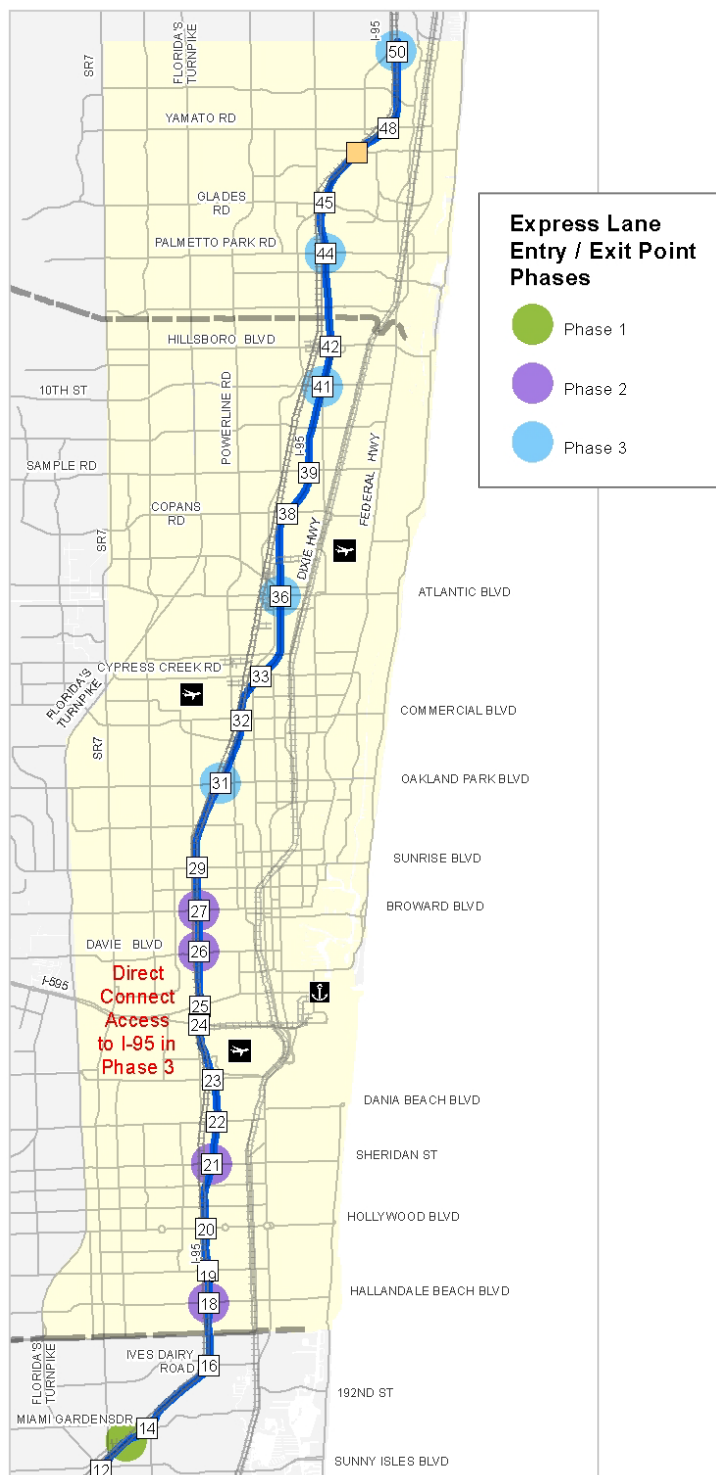 I-95
50
SR7
FLORIDA'S
TURNPIKE
YAMATO RD
48
GLADES
RD
45
PALMETTO PARK RD
44
Express Lane
Entry / Exit Point
Phases
Phase 1
Phase 2
Phase 3
HILLSBORO BLVD
42
10TH ST
41
POWERLINE RD
I-95
SAMPLE RD
39
FEDERAL HWY
COPANS
RD
38
DIXIE HWY
SR7
36
ATLANTIC BLVD
CYPRESS CREEK RD
33
FLORIDA'S
TURNPIKE
32
COMMERCIAL BLVD
SR7
31
OAKLAND PARK BLVD
29
SUNRISE BLVD
27
BROWARD BLVD
DAVIE BLVD
26
I-595
Direct
Connect
Access
to I-95 in
Phase 3
25
24
23
DANIA BEACH BLVD
22
21
SHERIDAN ST
20
HOLLYWOOD BLVD
I-95
19
18
HALLANDALE BEACH BLVD
FLORIDA'S
TURNPIKE
IVES DAIRY
ROAD
16
192ND ST
MIAMI GARDENSDR
14
12
SUNNY ISLES BLVD